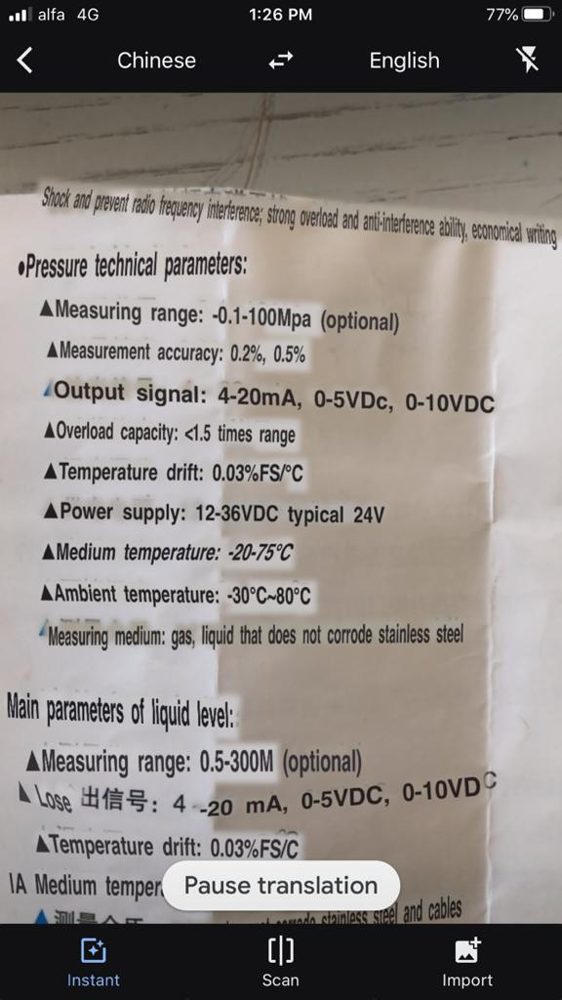 alfa 4G 1:26 PM 77%
Chinese English
Shock and prevent radio frequency interference; strong overload and anti-interference ability, economical writing
•Pressure technical parameters:
▲Measuring range: -0.1-100Mpa (optional)
▲Measurement accuracy: 0.2%, 0.5%
Output signal: 4-20mA, 0-5VDc, 0-10VDC
▲Overload capacity: <1.5 times range
▲Temperature drift: 0.03%FS/°C
▲Power supply: 12-36VDC typical 24V
▲Medium temperature: -20-75°C
▲Ambient temperature: -30°C~80°C
Measuring medium: gas, liquid that does not corrode stainless steel
Main parameters of liquid level:
▲Measuring range: 0.5-300M (optional)
Lose 出信号: 4 -20 mA, 0-5VDC, 0-10VDC
▲Temperature drift: 0.03%FS/C
IA Medium temper
Pause translation
▲测量介质 stainless steel and cables
Instant Scan Import